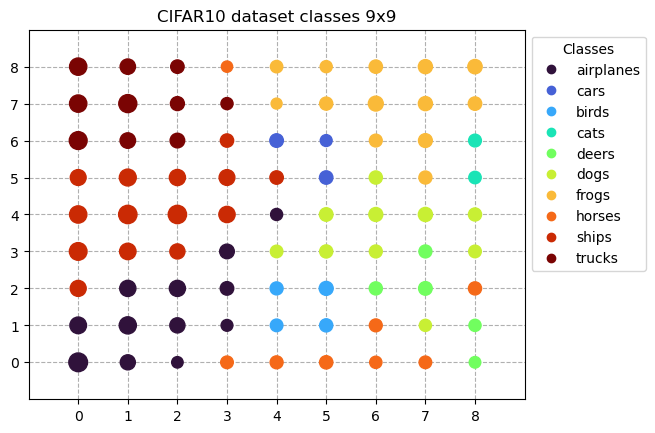 CIFAR10 dataset classes 9x9
8
7
6
5
4
3
2
1
0
0 1 2 3 4 5 6 7 8
Classes
airplanes
cars
birds
cats
deers
dogs
frogs
horses
ships
trucks